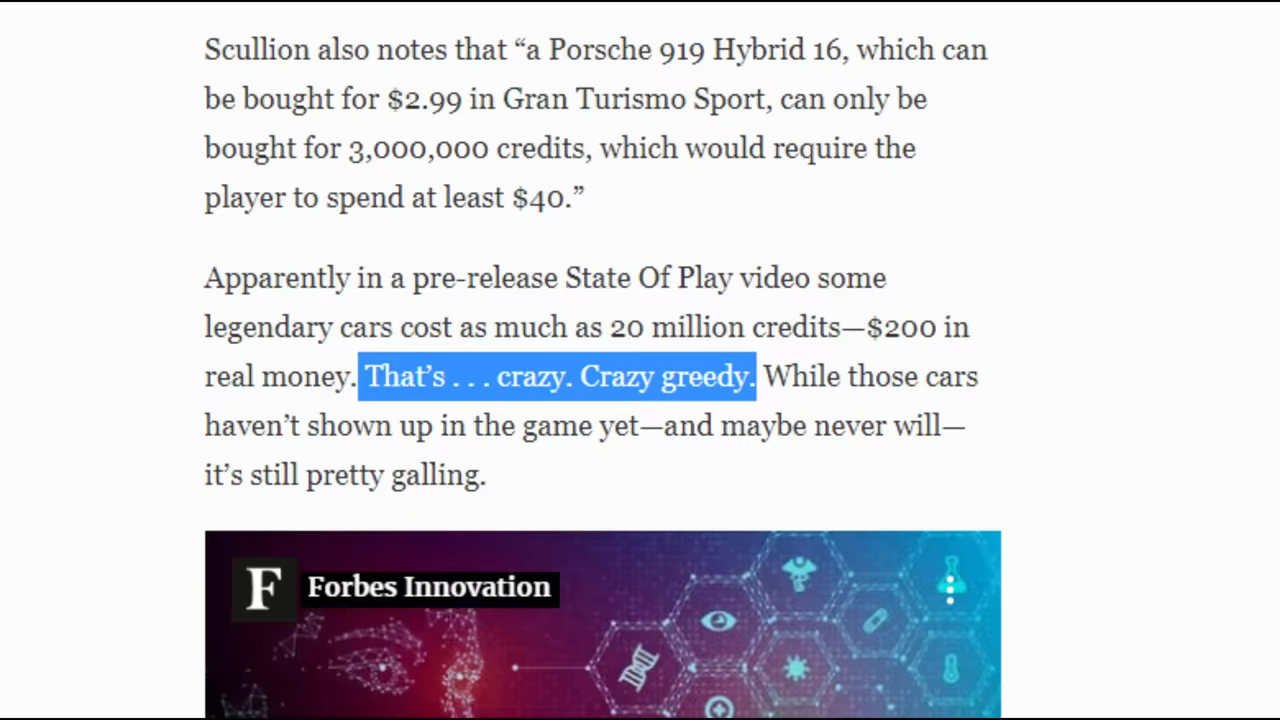 Scullion also notes that “a Porsche 919 Hybrid 16, which can
be bought for $2.99 in Gran Turismo Sport, can only be
bought for 3,000,000 credits, which would require the
player to spend at least $40.”
Apparently in a pre-release State Of Play video some
legendary cars cost as much as 20 million credits—$200 in
real money. That’s . . . crazy. Crazy greedy. While those cars
haven’t shown up in the game yet—and maybe never will—
it’s still pretty galling.
F Forbes Innovation